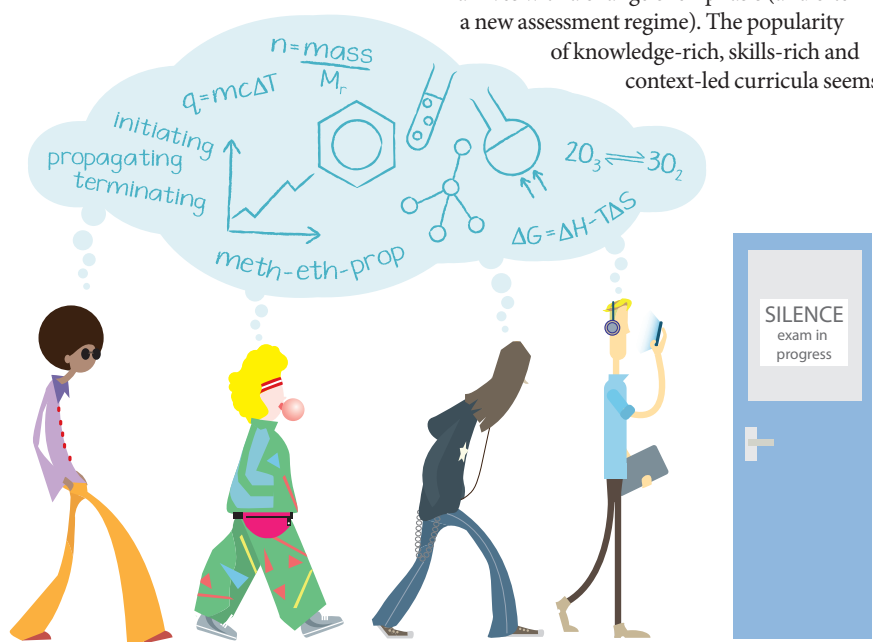 a new assessment regime). The popularity
of knowledge-rich, skills-rich and
context-led curricula seems
n=mass
Mr
q=mcΔT
initiating
propagating
terminating
2O₃⇌3O₂
ΔG=ΔH-TΔS
meth-eth-prop
SILENCE
exam in
progress